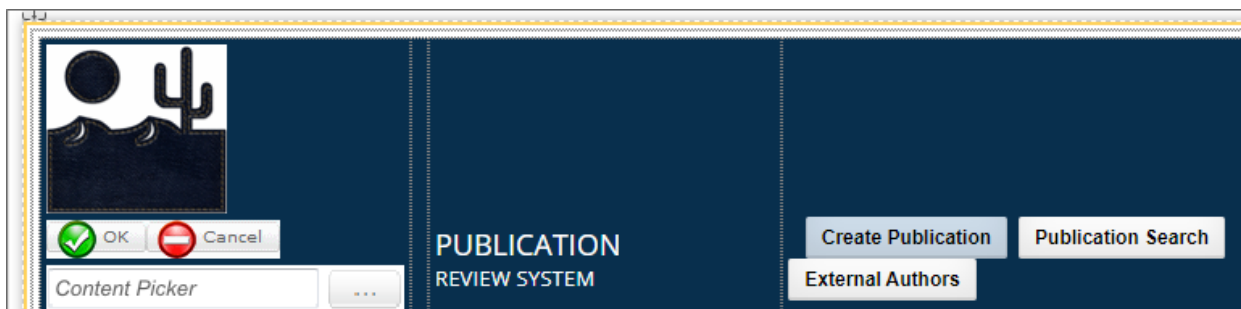 OK Cancel
Content Picker ...
PUBLICATION
REVIEW SYSTEM
Create Publication Publication Search
External Authors